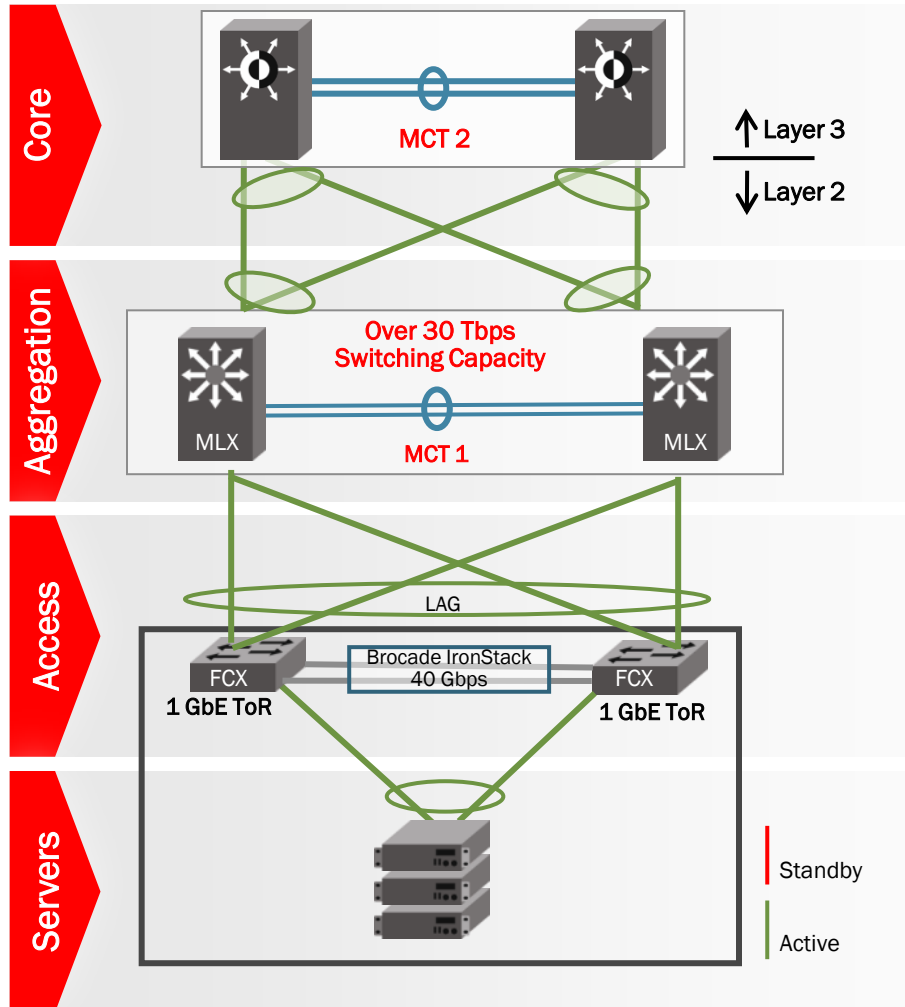 Core
MCT 2
Layer 3
Layer 2
Aggregation
Over 30 Tbps
Switching Capacity
MLX
MLX
MCT 1
Access
LAG
Brocade IronStack
40 Gbps
FCX
FCX
1 GbE ToR
1 GbE ToR
Servers
Standby
Active